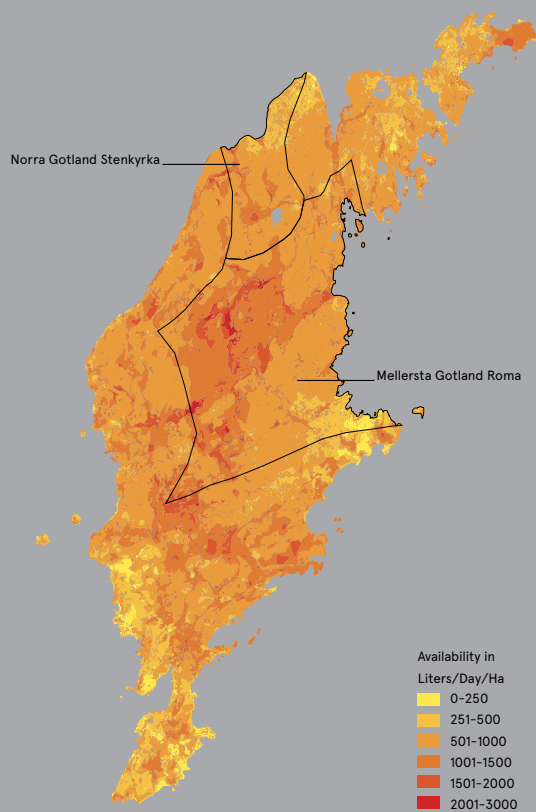 Norra Gotland Stenkyrka
Mellersta Gotland Roma
Availability in
Liters/Day/Ha
0-250
251-500
501-1000
1001-1500
1501-2000
2001-3000